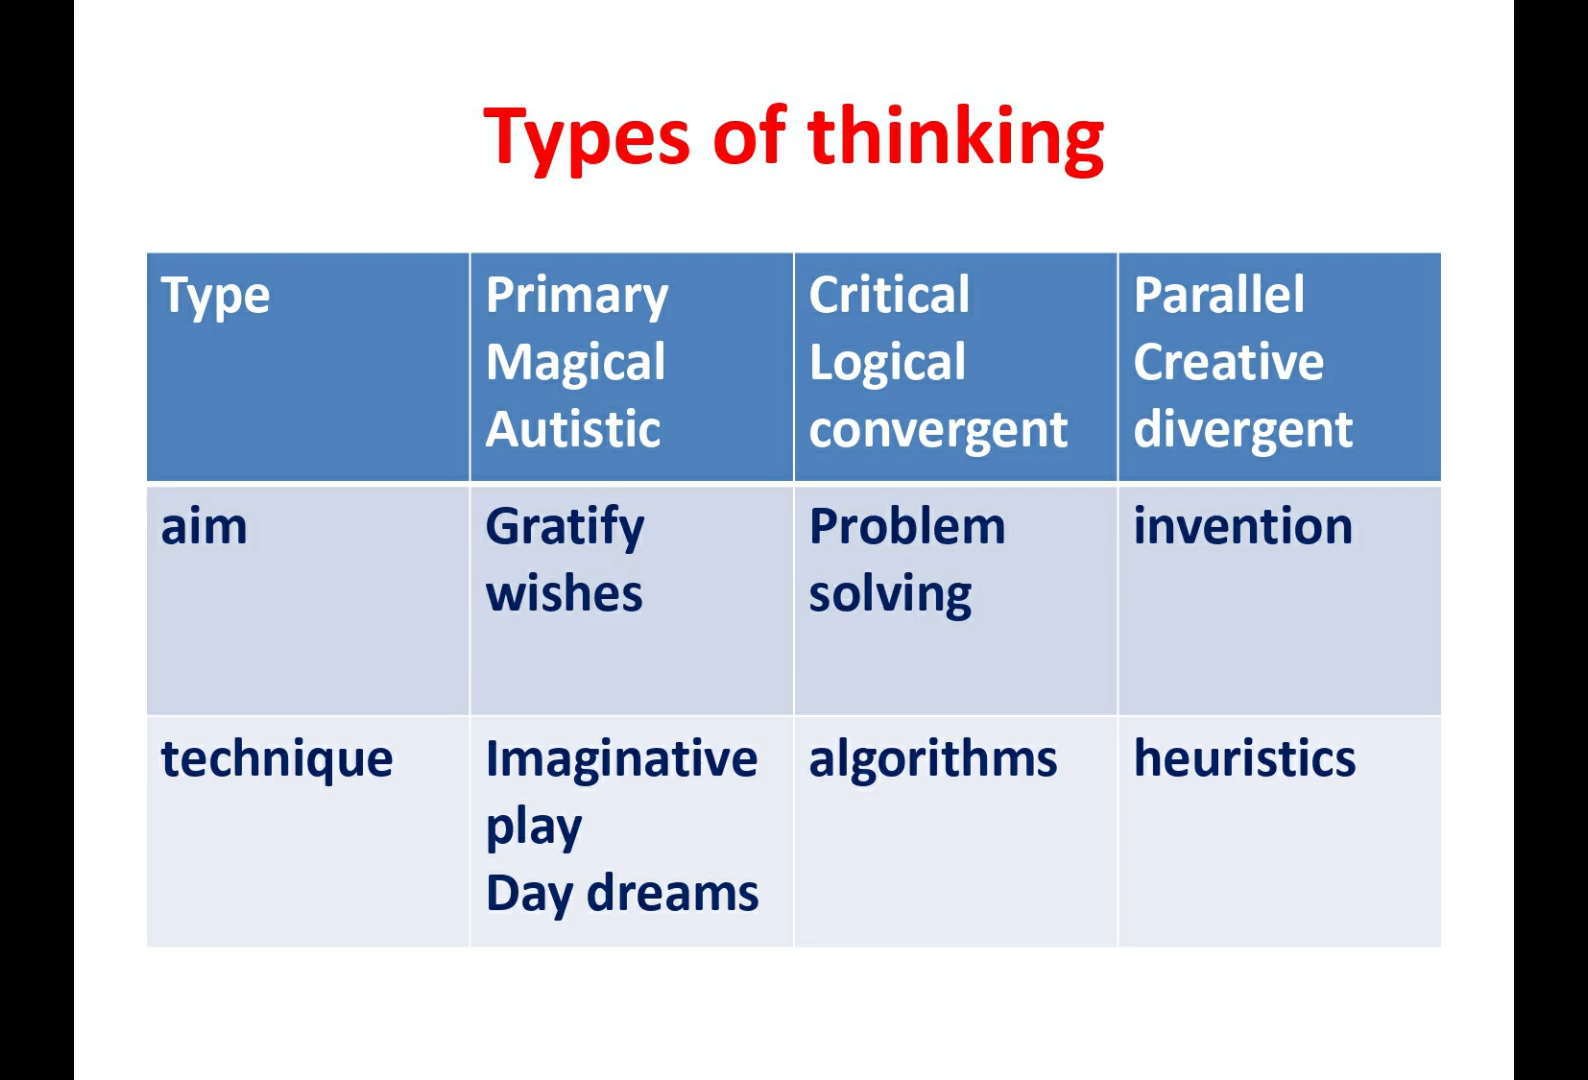 Types of thinking
Type
Primary
Magical
Autistic
Critical
Logical
convergent
Parallel
Creative
divergent
aim
Gratify
wishes
Problem
solving
invention
technique
Imaginative
play
Day dreams
algorithms
heuristics